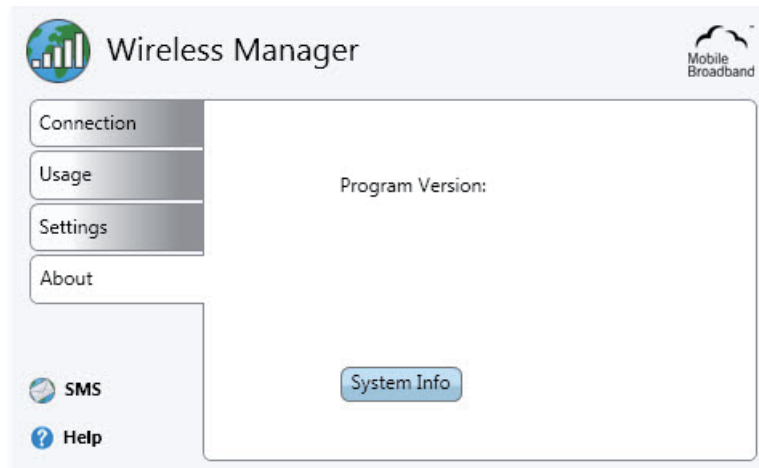 Wireless Manager
Mobile
Broadband
Connection
Usage
Settings
About
Program Version:
System Info
SMS
Help